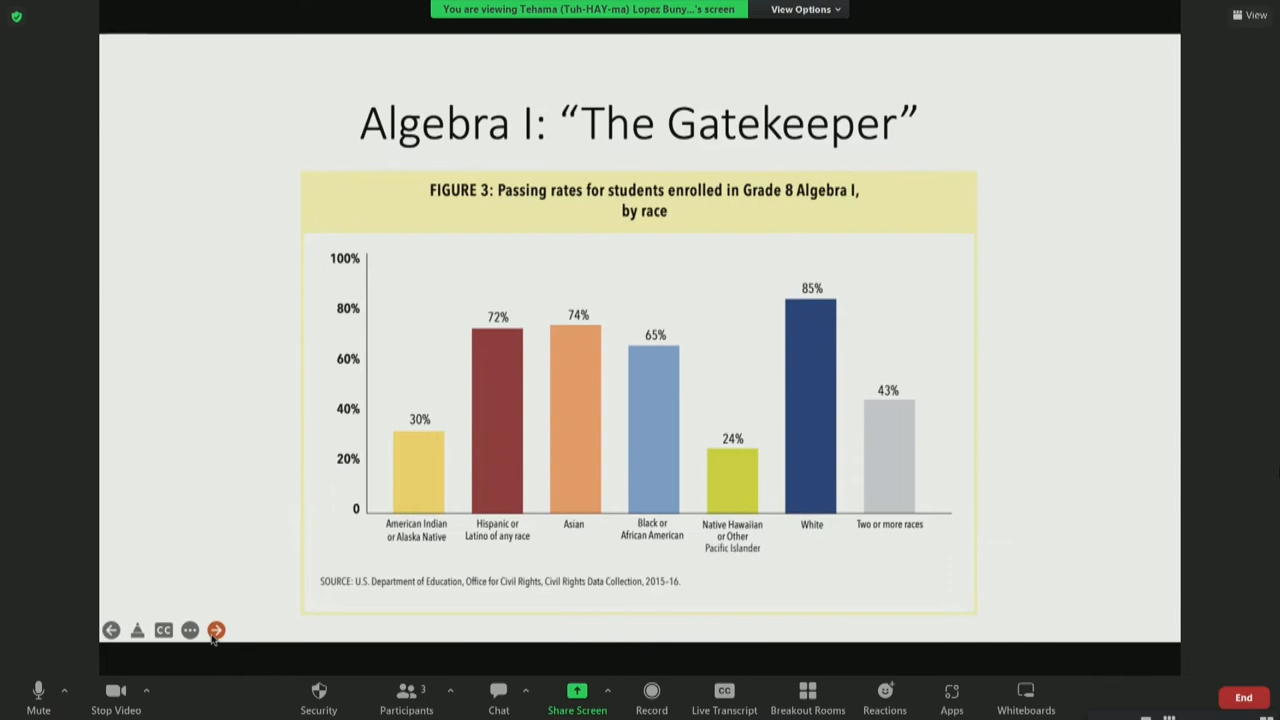 You are viewing Tehama (Tuh-HAY-ma) Lopez Buny...'s screen
View Options
View
Algebra I: “The Gatekeeper”
FIGURE 3: Passing rates for students enrolled in Grade 8 Algebra I,
by race
100%
80%
60%
40%
20%
0
30%
72%
74%
65%
24%
85%
43%
American Indian
or Alaska Native
Hispanic or
Latino of any race
Asian
Black or
African American
Native Hawaiian
or Other
Pacific Islander
White
Two or more races
SOURCE: U.S. Department of Education, Office for Civil Rights, Civil Rights Data Collection, 2015–16.
CC
Mute
Stop Video
Security
3
Participants
Chat
Share Screen
Record
CC
Live Transcript
Breakout Rooms
Reactions
Apps
Whiteboards
End